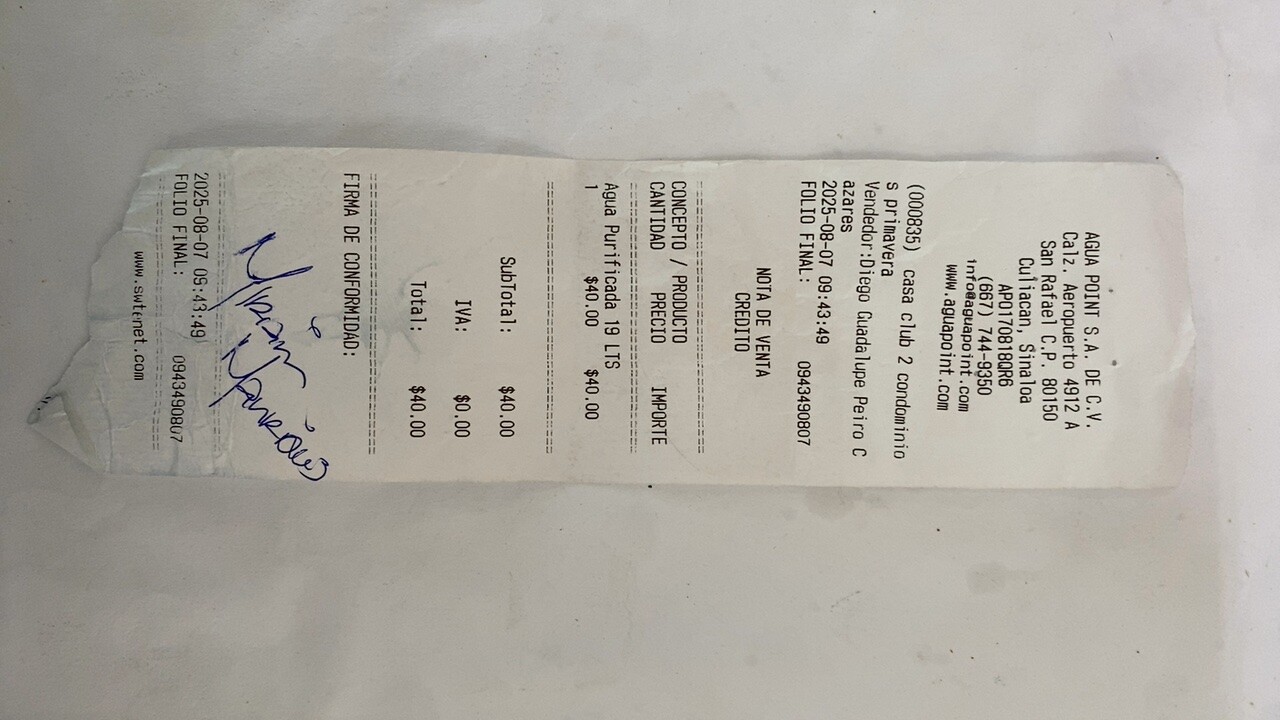 AGUA POINT S.A. DE C.V.
Calz. Aeropuerto 4912 A
San Rafael C.P. 80150
Culiacan, Sinaloa
APO170818QR6
(667) 744-9350
info@aguapoint.com
www.aguapoint.com
(000835) casa club 2 condominio
s primavera
Vendedor:Diego Guadalupe Peiro C
azares
2025-08-07 09:43:49
FOLIO FINAL: 0943490807
NOTA DE VENTA
CREDITO
CONCEPTO / PRODUCTO
CANTIDAD PRECIO IMPORTE
Agua Purificada 19 LTS
1 $40.00 $40.00
SubTotal: $40.00
IVA: $0.00
Total: $40.00
FIRMA DE CONFORMIDAD:
2025-08-07 09:43:49
FOLIO FINAL: 0943490807